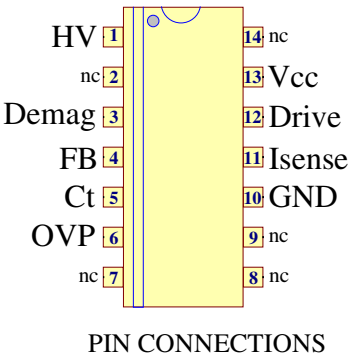 HV 1 14 nc
nc 2 13 Vcc
Demag 3 12 Drive
FB 4 11 Isense
Ct 5 10 GND
OVP 6 9 nc
nc 7 8 nc
PIN CONNECTIONS